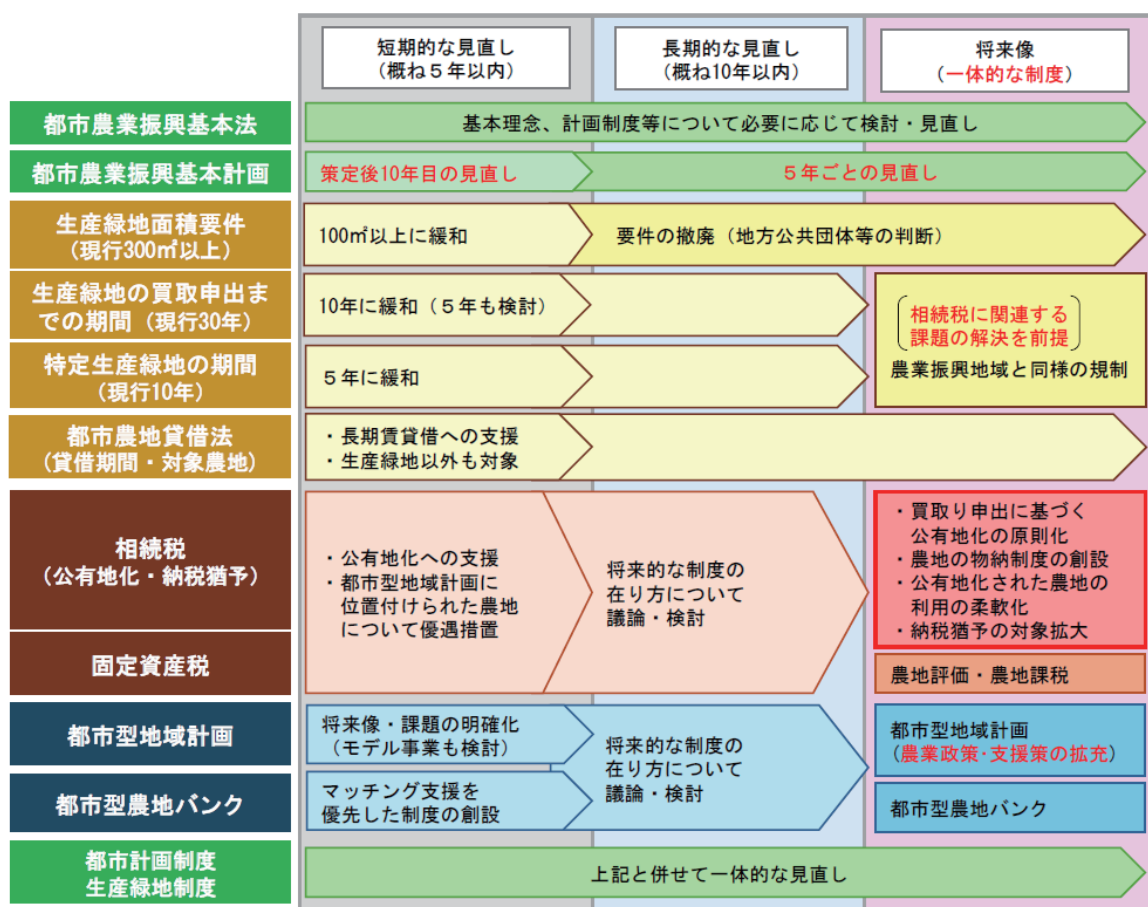 短期的な見直し
(概ね５年以内)
長期的な見直し
(概ね10年以内)
将来像
(一体的な制度)
都市農業振興基本法
基本理念、計画制度等について必要に応じて検討・見直し
都市農業振興基本計画
策定後10年目の見直し
５年ごとの見直し
生産緑地面積要件
(現行300㎡以上)
100㎡以上に緩和
要件の撤廃（地方公共団体等の判断）
生産緑地の買取申出ま
での期間（現行30年）
10年に緩和（５年も検討）
相続税に関連する
課題の解決を前提
農業振興地域と同様の規制
特定生産緑地の期間
(現行10年)
５年に緩和
都市農地貸借法
(貸借期間・対象農地)
・長期賃貸借への支援
・生産緑地以外も対象
相続税
(公有地化・納税猶予)
・公有地化への支援
・都市型地域計画に
位置付けられた農地
について優遇措置
将来的な制度の
在り方について
議論・検討
・買取り申出に基づく
公有地化の原則化
・農地の物納制度の創設
・公有地化された農地の
利用の柔軟化
・納税猶予の対象拡大
固定資産税
農地評価・農地課税
都市型地域計画
将来像・課題の明確化
（モデル事業も検討）
将来的な制度の
在り方について
議論・検討
都市型地域計画
(農業政策・支援策の拡充)
都市型農地バンク
マッチング支援を
優先した制度の創設
都市型農地バンク
都市計画制度
生産緑地制度
上記と併せて一体的な見直し